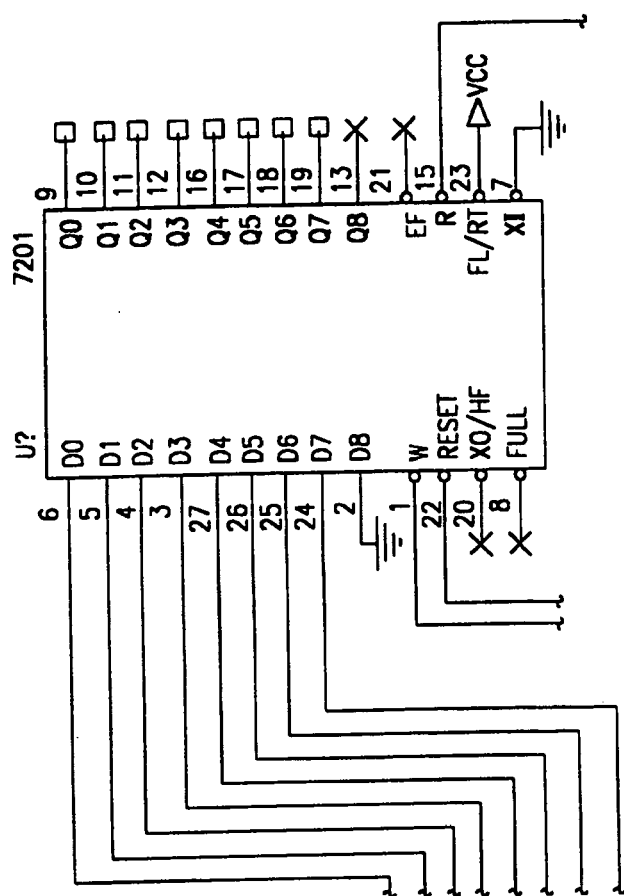 U?
7201
6
D0
5
D1
4
D2
3
D3
27
D4
26
D5
25
D6
24
D7
2
D8
1
W
22
RESET
20
XO/HF
8
FULL
Q0
9
Q1
10
Q2
11
Q3
12
Q4
16
Q5
17
Q6
18
Q7
19
Q8
13
EF
21
R
15
FL/RT
23
VCC
XI
7